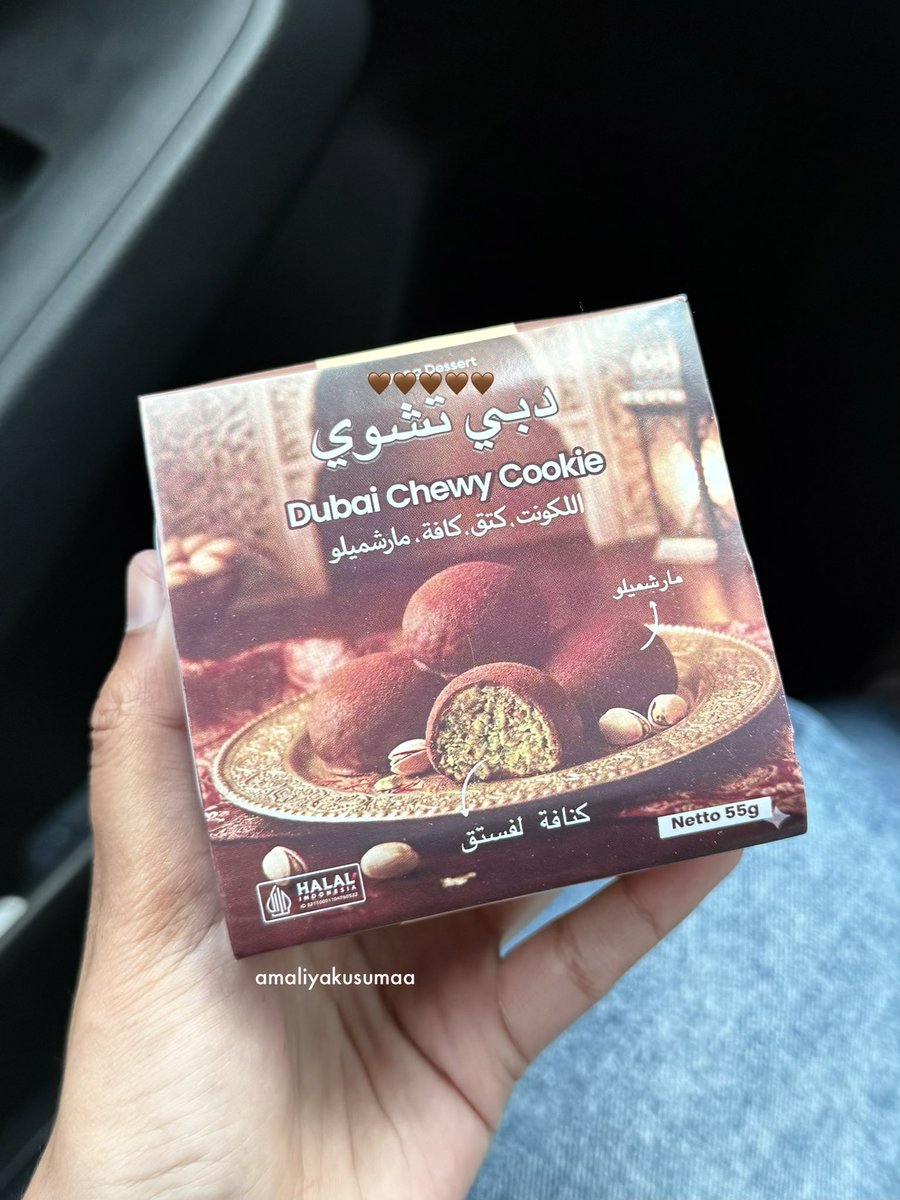 Dessert
دبي تشوي
Dubai Chewy Cookie
اللكونت، كتق، كافة، مارشميلو
مارشميلو
كنافة لفستق
Netto 55g
HALAL
INDONESIA
amaliyakusumaa